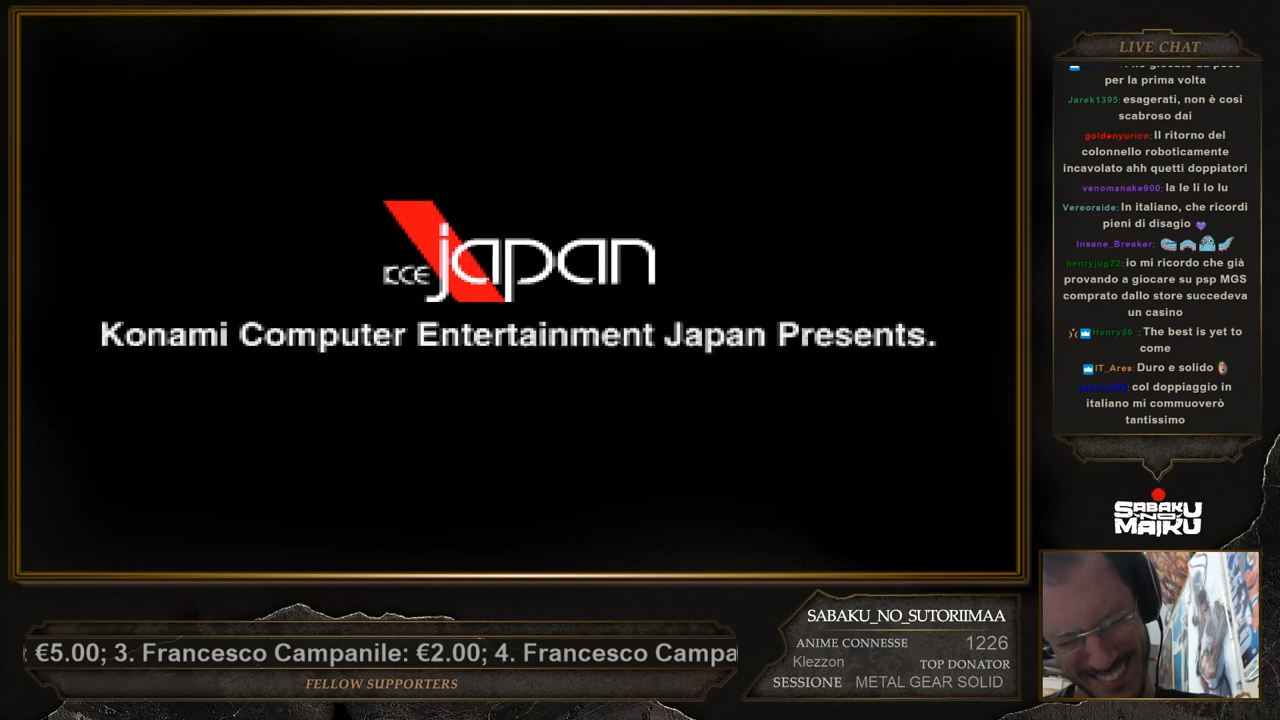 KCE japan
Konami Computer Entertainment Japan Presents.
LIVE CHAT
per la prima volta
Jarek1395: esagerati, non è cosi
scabroso dai
goldenyurico: Il ritorno del
colonnello roboticamente
incavolato ahh quetti doppiatori
venomsnake900: la le li lo lu
Vereorside: In italiano, che ricordi
pieni di disagio
Insane_Breaker:
henryjug22: io mi ricordo che già
provando a giocare su psp MGS
comprato dallo store succedeva
un casino
Henry86 : The best is yet to
come
IT_Ares: Duro e solido
col doppiaggio in
italiano mi commuoverò
tantissimo
SABAKU
NO
MAIKU
: €5.00; 3. Francesco Campanile: €2.00; 4. Francesco Campa
FELLOW SUPPORTERS
SABAKU_NO_SUTORIIMAA
ANIME CONNESSE 1226
Klezzon TOP DONATOR
SESSIONE METAL GEAR SOLID